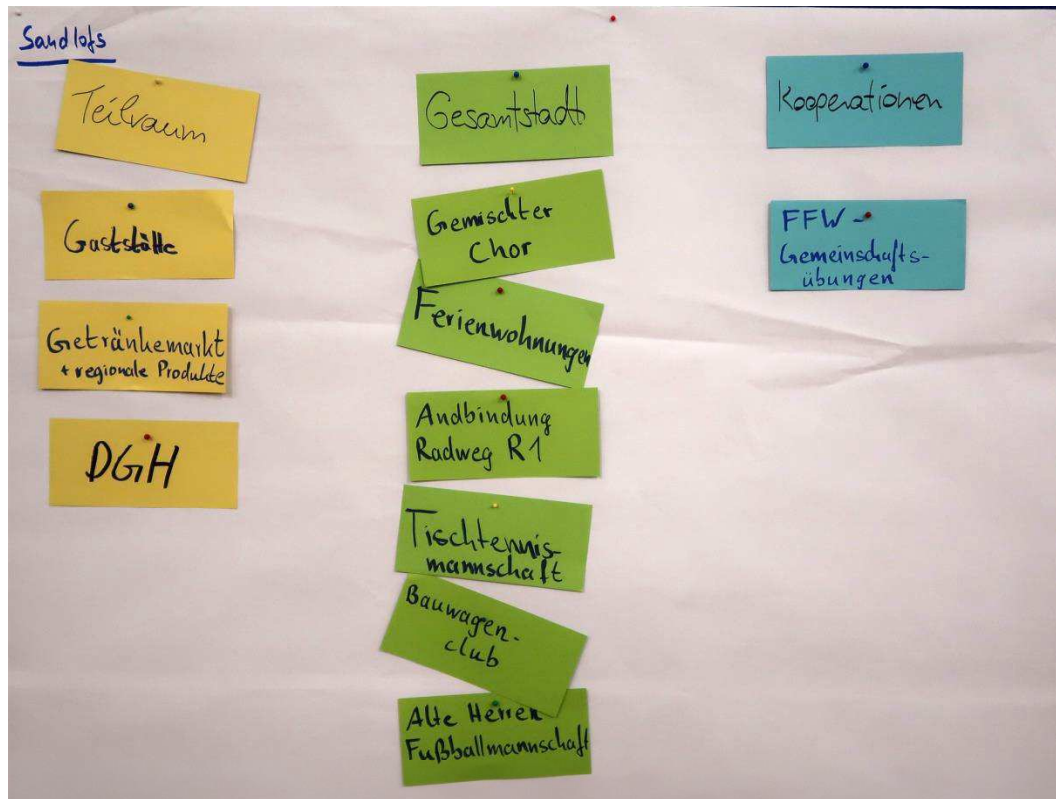 Sandlofs
Teilraum
Gaststätte
Getränkemarkt
+ regionale Produkte
DGH
Gesamtstadt
Gemischter
Chor
Ferienwohnungen
Andbindung
Radweg R1
Tischtennis-
mannschaft
Bauwagen-
club
Alte Herren
Fußballmannschaft
Kooperationen
FFW -
Gemeinschafts-
übungen